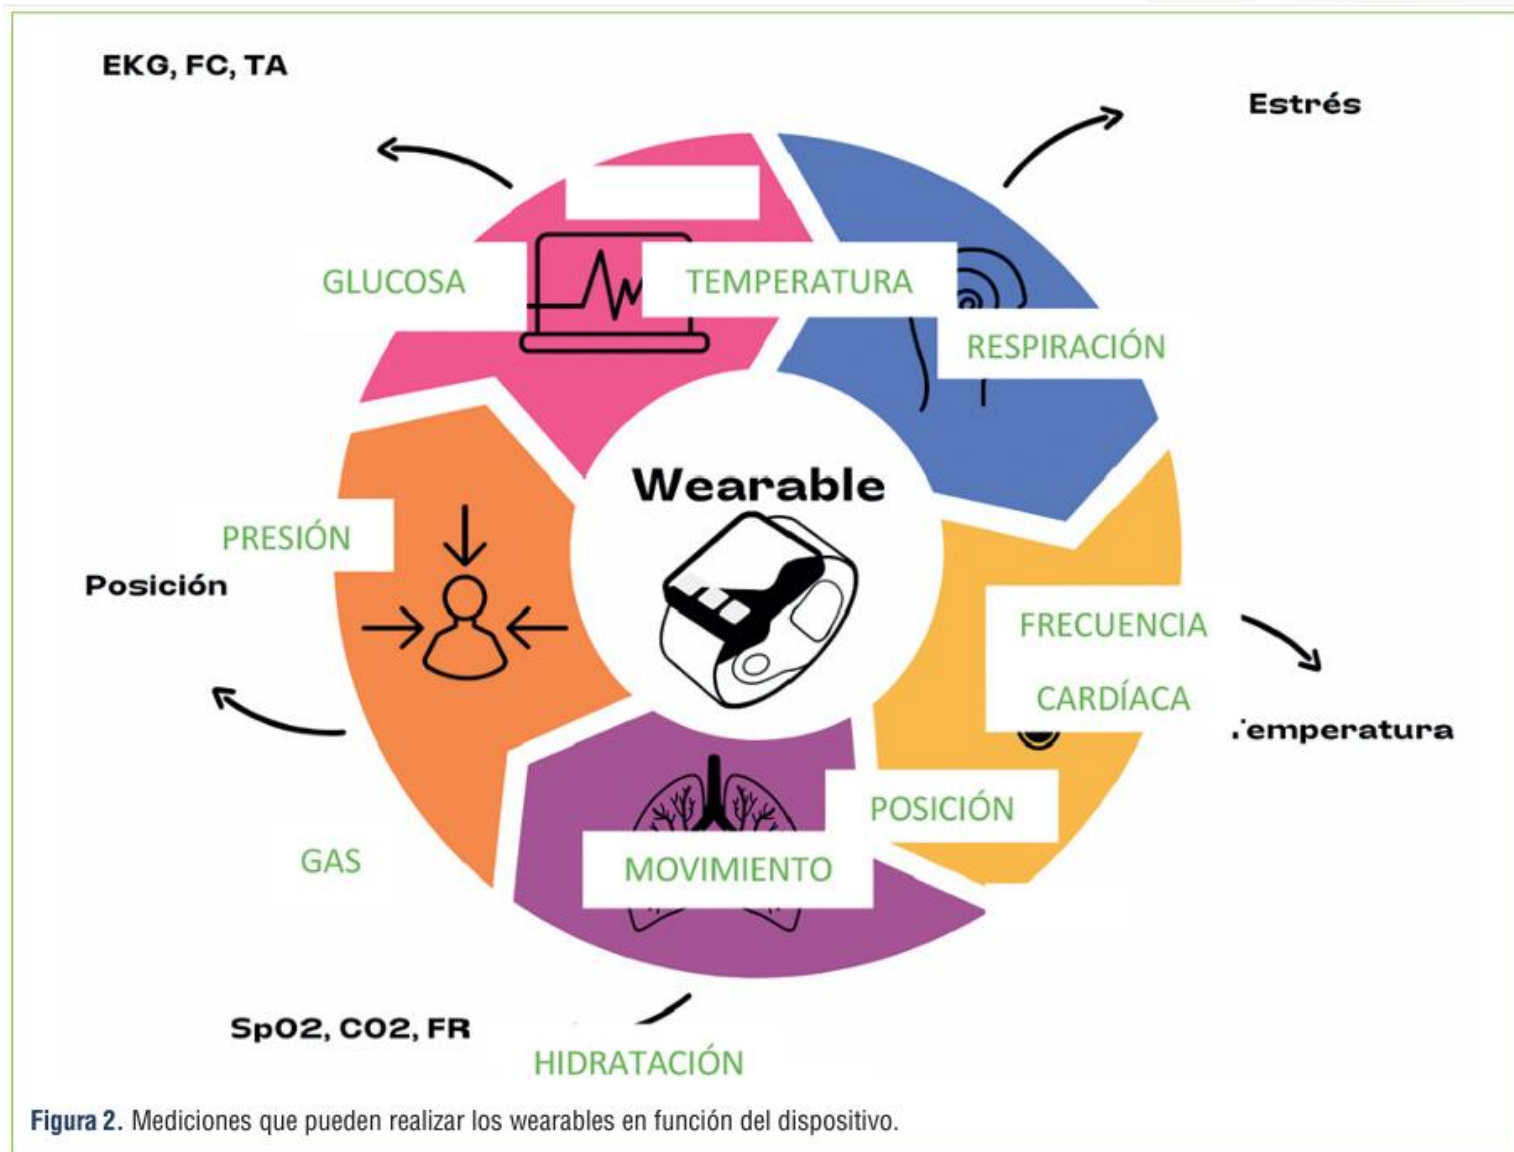 EKG, FC, TA
Estrés
GLUCOSA
TEMPERATURA
RESPIRACIÓN
Wearable
PRESIÓN
Posición
FRECUENCIA
CARDÍACA
Temperatura
POSICIÓN
GAS
MOVIMIENTO
SpO2, CO2, FR
HIDRATACIÓN
Figura 2. Mediciones que pueden realizar los wearables en función del dispositivo.